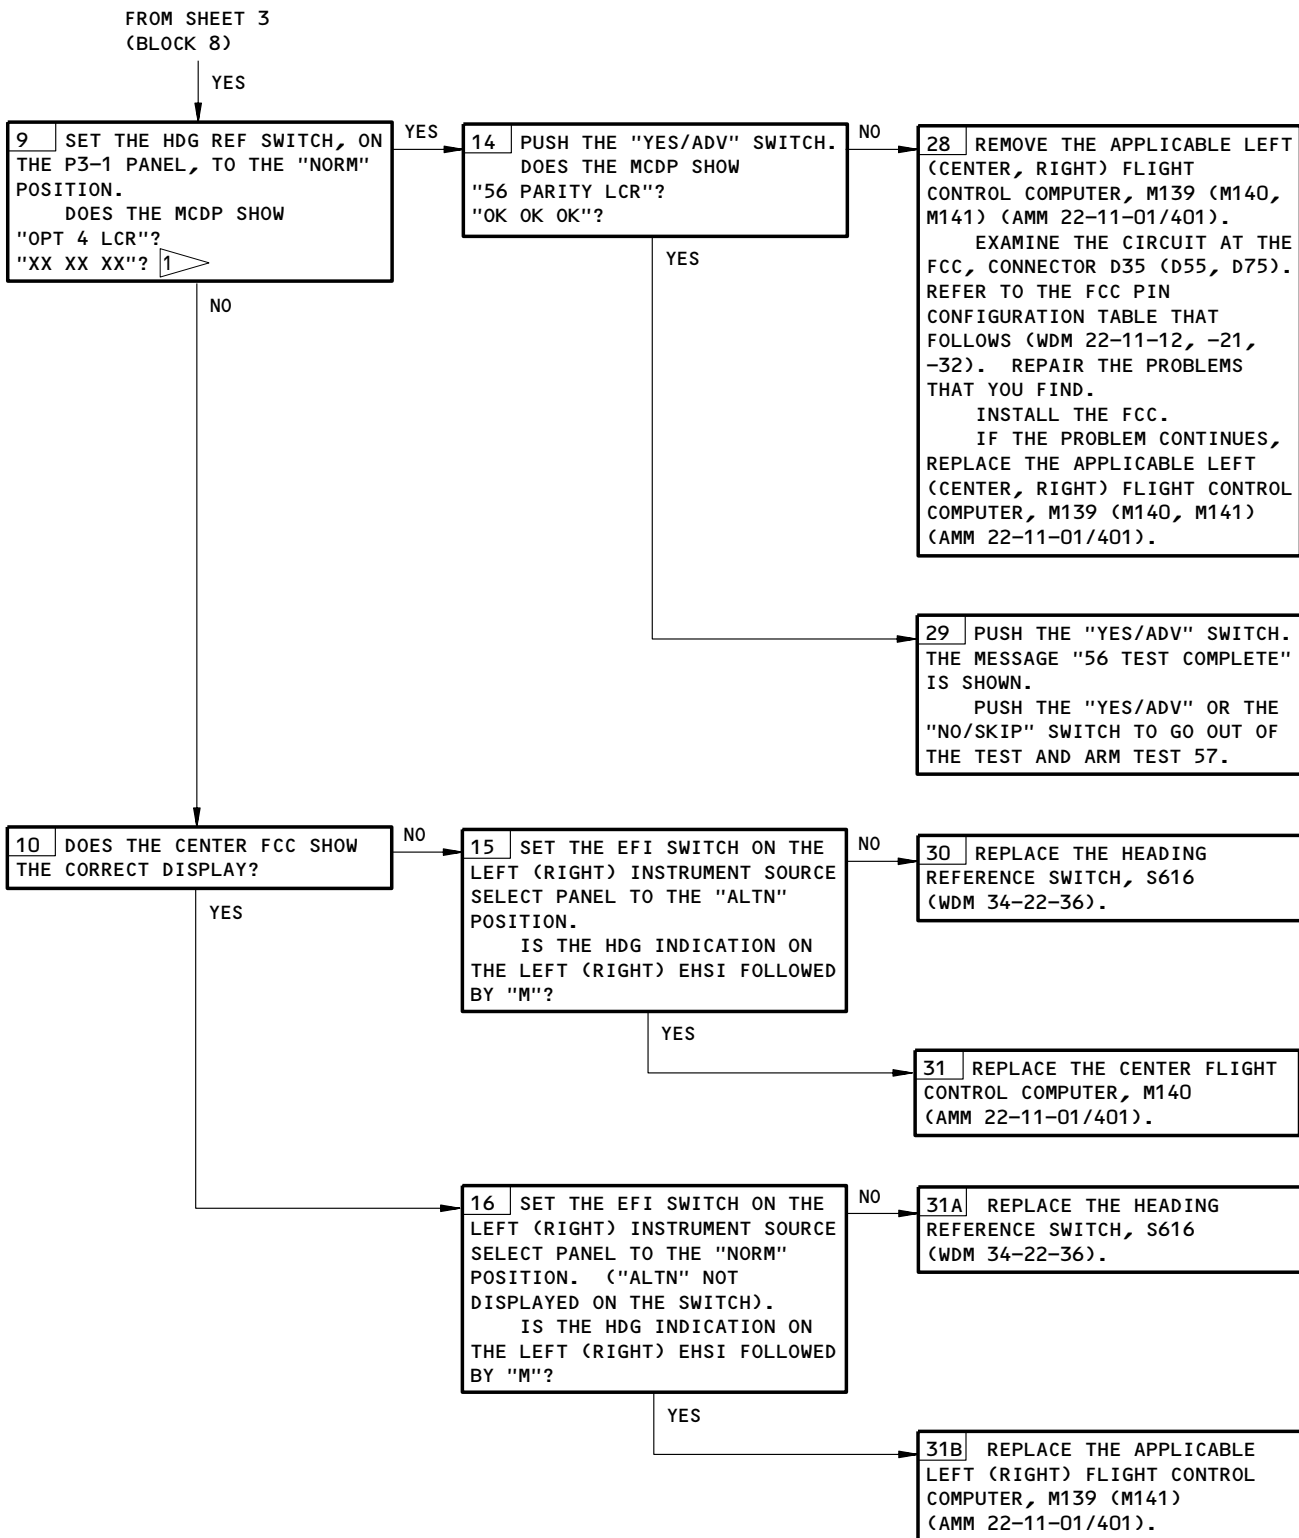 FROM SHEET 3
(BLOCK 8)
YES
9 SET THE HDG REF SWITCH, ON
THE P3-1 PANEL, TO THE "NORM"
POSITION.
DOES THE MCDP SHOW
"OPT 4 LCR"?
"XX XX XX"? 1
YES
NO
14 PUSH THE "YES/ADV" SWITCH.
DOES THE MCDP SHOW
"56 PARITY LCR"?
"OK OK OK"?
NO
YES
28 REMOVE THE APPLICABLE LEFT
(CENTER, RIGHT) FLIGHT
CONTROL COMPUTER, M139 (M140,
M141) (AMM 22-11-01/401).
EXAMINE THE CIRCUIT AT THE
FCC, CONNECTOR D35 (D55, D75).
REFER TO THE FCC PIN
CONFIGURATION TABLE THAT
FOLLOWS (WDM 22-11-12, -21,
-32). REPAIR THE PROBLEMS
THAT YOU FIND.
INSTALL THE FCC.
IF THE PROBLEM CONTINUES,
REPLACE THE APPLICABLE LEFT
(CENTER, RIGHT) FLIGHT CONTROL
COMPUTER, M139 (M140, M141)
(AMM 22-11-01/401).
29 PUSH THE "YES/ADV" SWITCH.
THE MESSAGE "56 TEST COMPLETE"
IS SHOWN.
PUSH THE "YES/ADV" OR THE
"NO/SKIP" SWITCH TO GO OUT OF
THE TEST AND ARM TEST 57.
10 DOES THE CENTER FCC SHOW
THE CORRECT DISPLAY?
NO
YES
15 SET THE EFI SWITCH ON THE
LEFT (RIGHT) INSTRUMENT SOURCE
SELECT PANEL TO THE "ALTN"
POSITION.
IS THE HDG INDICATION ON
THE LEFT (RIGHT) EHSI FOLLOWED
BY "M"?
NO
YES
30 REPLACE THE HEADING
REFERENCE SWITCH, S616
(WDM 34-22-36).
31 REPLACE THE CENTER FLIGHT
CONTROL COMPUTER, M140
(AMM 22-11-01/401).
16 SET THE EFI SWITCH ON THE
LEFT (RIGHT) INSTRUMENT SOURCE
SELECT PANEL TO THE "NORM"
POSITION. ("ALTN" NOT
DISPLAYED ON THE SWITCH).
IS THE HDG INDICATION ON
THE LEFT (RIGHT) EHSI FOLLOWED
BY "M"?
NO
YES
31A REPLACE THE HEADING
REFERENCE SWITCH, S616
(WDM 34-22-36).
31B REPLACE THE APPLICABLE
LEFT (RIGHT) FLIGHT CONTROL
COMPUTER, M139 (M141)
(AMM 22-11-01/401).